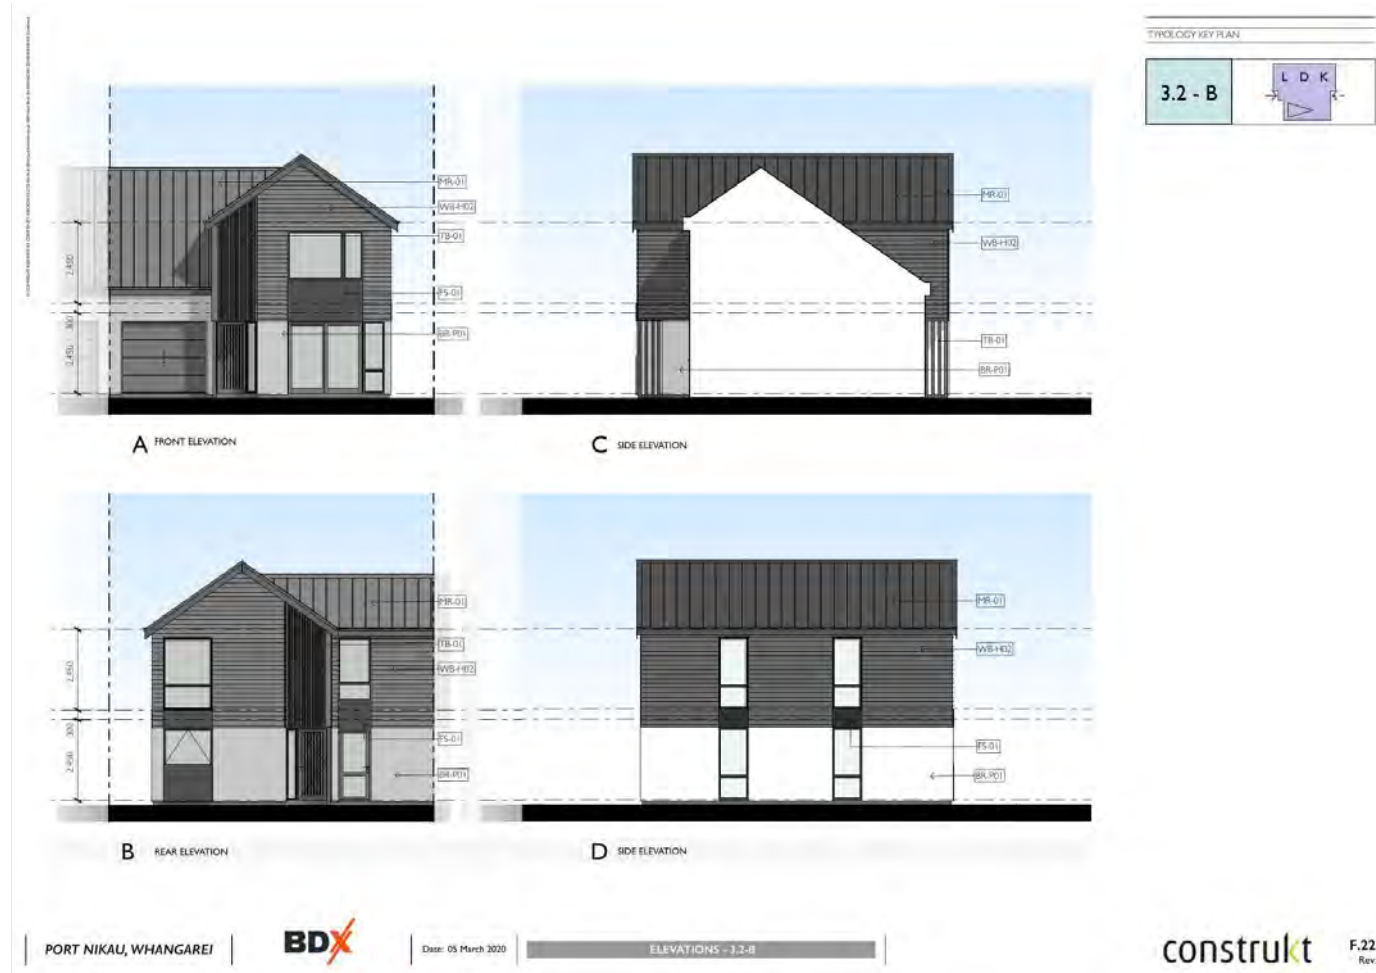 TYPOLOGY KEY PLAN
3.2 - B
L D K
MR-01
WB-H02
TB-01
FS-01
BR-P01
2,450
300
2,450
A FRONT ELEVATION
MR-01
WB-H02
TB-01
BR-P01
C SIDE ELEVATION
MR-01
TB-01
WB-H02
FS-01
BR-P01
2,450
300
2,450
B REAR ELEVATION
MR-01
WB-H02
FS-01
BR-P01
D SIDE ELEVATION
PORT NIKAU, WHANGAREI
BDX
Date: 05 March 2020
ELEVATIONS - 3.2-B
construkt
F.22
Rev: